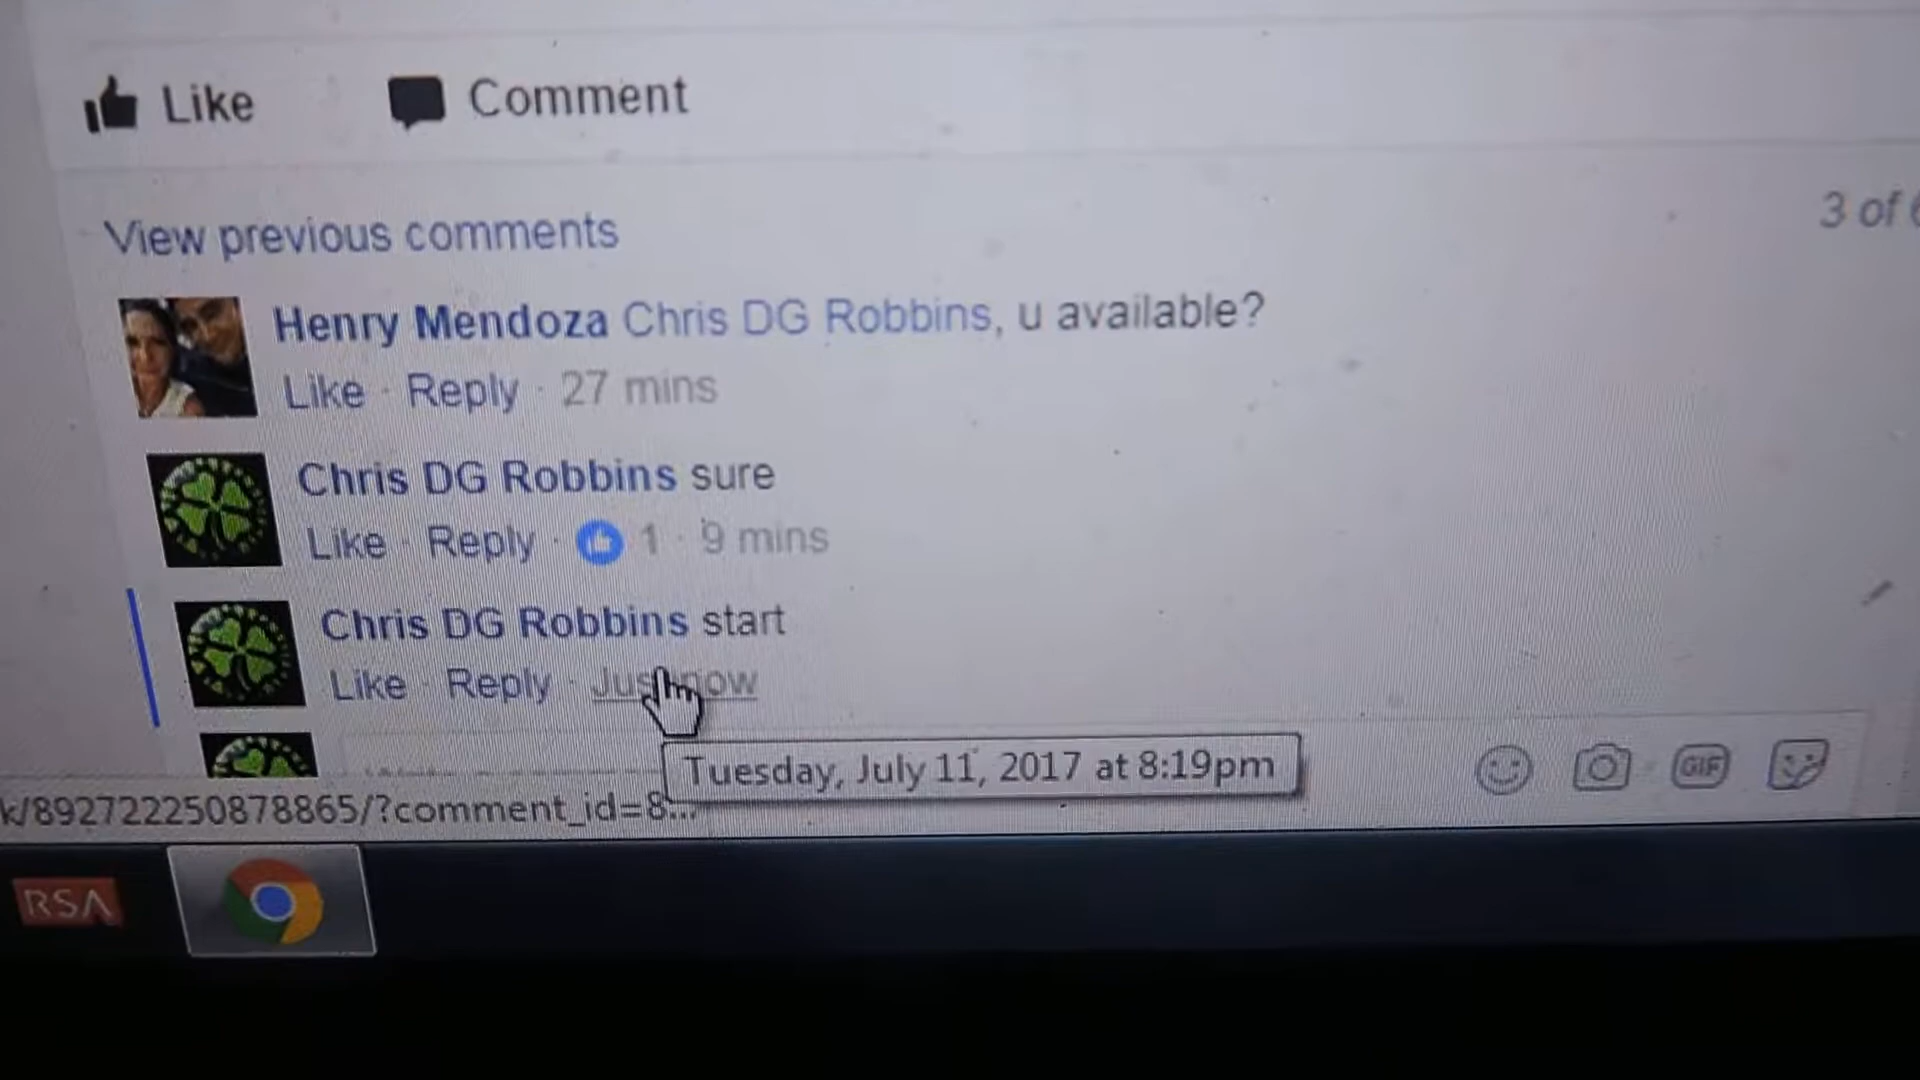 Like Comment
View previous comments
3 of
Henry Mendoza Chris DG Robbins, u available?
Like · Reply · 27 mins
Chris DG Robbins sure
Like · Reply · 1 · 9 mins
Chris DG Robbins start
Like · Reply · Just now
Tuesday, July 11, 2017 at 8:19pm
GIF
k/892722250878865/?comment_id=8...
RSA